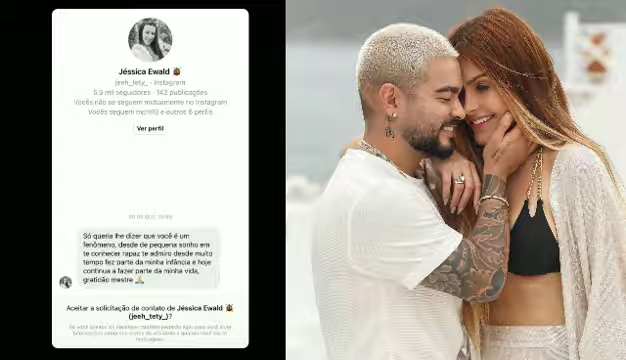 Jéssica Ewald 🐞
jeeh_tety_ · Instagram
5,5 mil seguidores · 142 publicações
Vocês não se seguem mutuamente no Instagram
Ver perfil
Só queria lhe dizer que você é um
fenômeno, desde de pequena sonho em
te conhecer rapaz te admiro desde muito
tempo fez parte da minha infância e hoje
continua a fazer parte da minha vida,
gratidão mestre 🙏
Aceitar a solicitação de contato de Jéssica Ewald 🐞
(jeeh_tety_)?